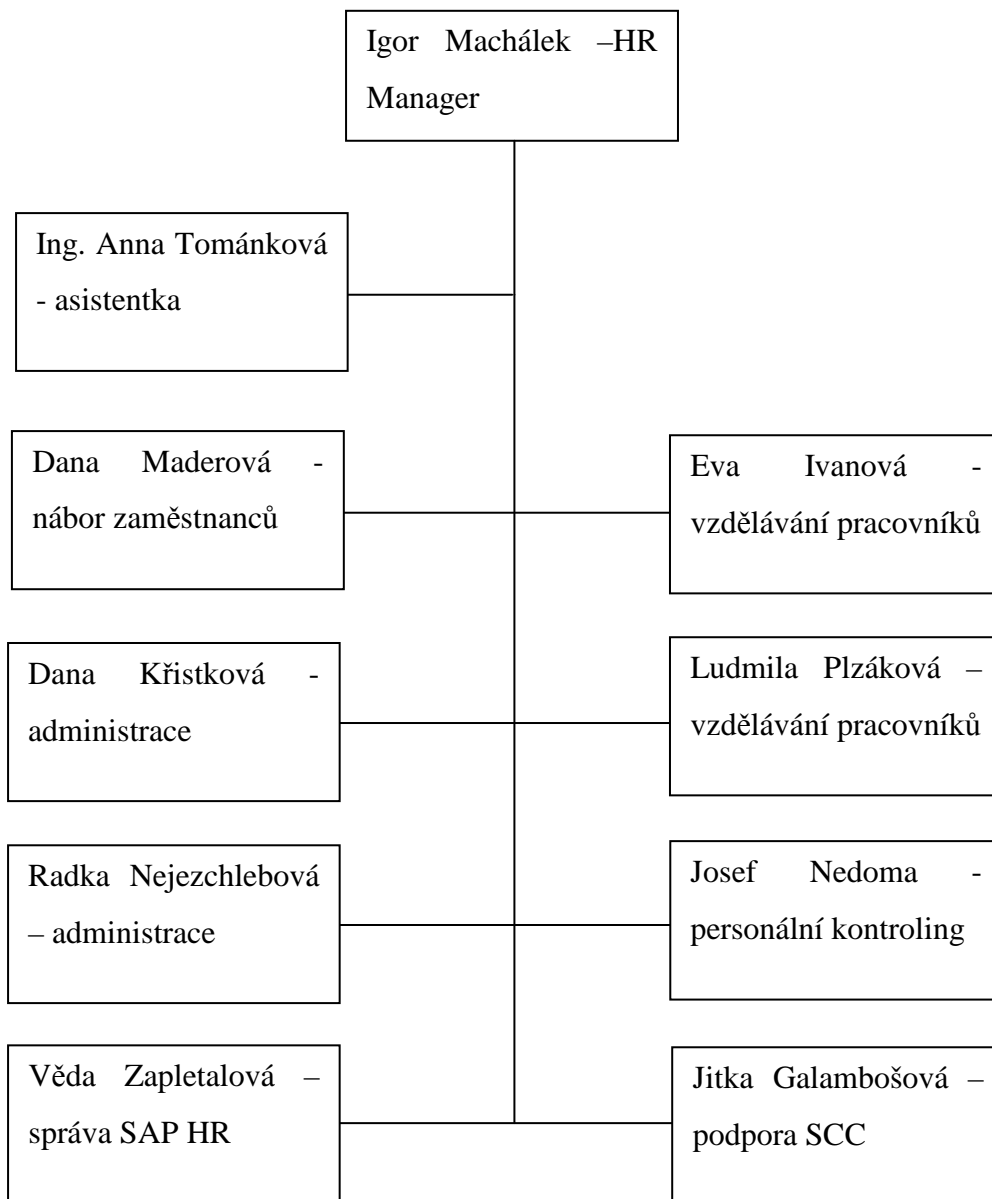 Igor Machálek –HR
Manager
Ing. Anna Tománková
- asistentka
Dana Maderová -
nábor zaměstnanců
Eva Ivanová -
vzdělávání pracovníků
Dana Křistková -
administrace
Ludmila Plzáková –
vzdělávání pracovníků
Radka Nejezchlebová
– administrace
Josef Nedoma -
personální kontroling
Věda Zapletalová –
správa SAP HR
Jitka Galambošová –
podpora SCC